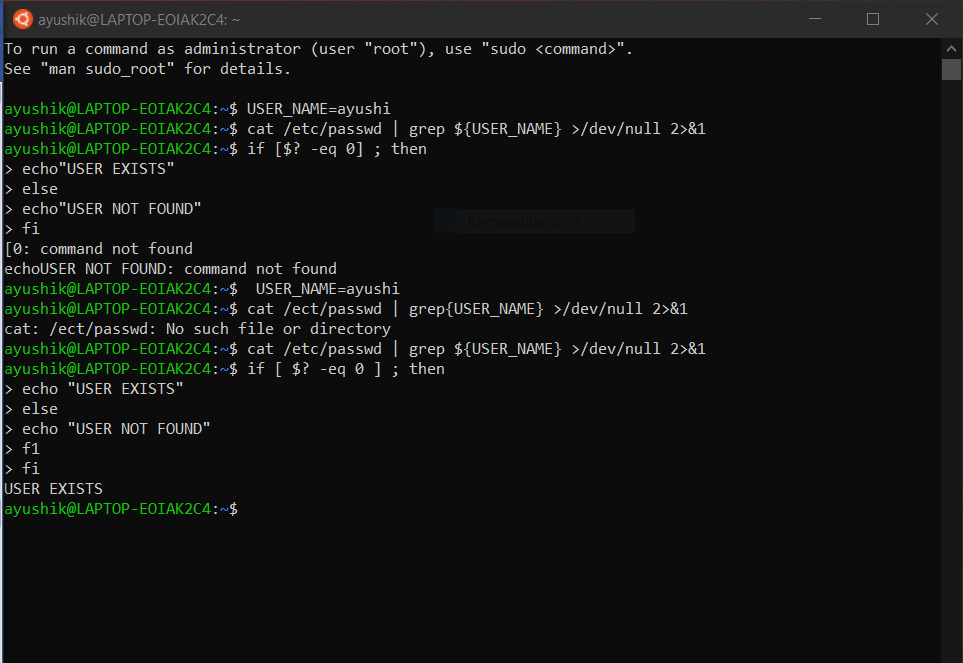 ayushik@LAPTOP-EOIAK2C4: ~
To run a command as administrator (user "root"), use "sudo <command>".
See "man sudo_root" for details.
ayushik@LAPTOP-EOIAK2C4:~$ USER_NAME=ayushi
ayushik@LAPTOP-EOIAK2C4:~$ cat /etc/passwd | grep ${USER_NAME} >/dev/null 2>&1
ayushik@LAPTOP-EOIAK2C4:~$ if [$? -eq 0] ; then
> echo"USER EXISTS"
> else
> echo"USER NOT FOUND"
Rectangular Snip
> fi
[0: command not found
echoUSER NOT FOUND: command not found
ayushik@LAPTOP-EOIAK2C4:~$  USER_NAME=ayushi
ayushik@LAPTOP-EOIAK2C4:~$ cat /ect/passwd | grep{USER_NAME} >/dev/null 2>&1
cat: /ect/passwd: No such file or directory
ayushik@LAPTOP-EOIAK2C4:~$ cat /etc/passwd | grep ${USER_NAME} >/dev/null 2>&1
ayushik@LAPTOP-EOIAK2C4:~$ if [ $? -eq 0 ] ; then
> echo "USER EXISTS"
> else
> echo "USER NOT FOUND"
> f1
> fi
USER EXISTS
ayushik@LAPTOP-EOIAK2C4:~$